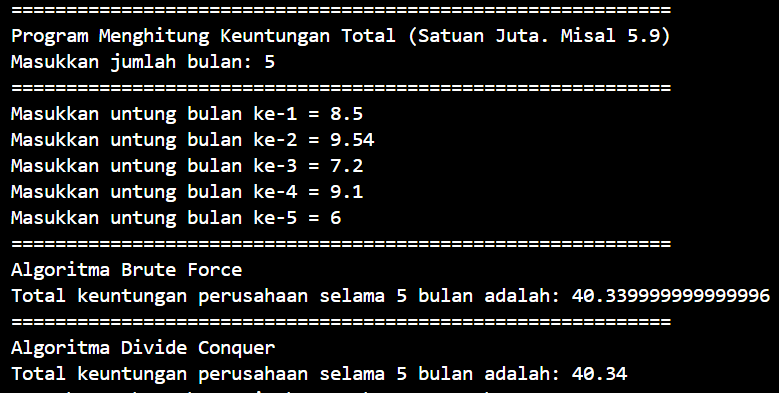 ============================================================
Program Menghitung Keuntungan Total (Satuan Juta. Misal 5.9)
Masukkan jumlah bulan: 5
============================================================
Masukkan untung bulan ke-1 = 8.5
Masukkan untung bulan ke-2 = 9.54
Masukkan untung bulan ke-3 = 7.2
Masukkan untung bulan ke-4 = 9.1
Masukkan untung bulan ke-5 = 6
============================================================
Algoritma Brute Force
Total keuntungan perusahaan selama 5 bulan adalah: 40.339999999999996
============================================================
Algoritma Divide Conquer
Total keuntungan perusahaan selama 5 bulan adalah: 40.34